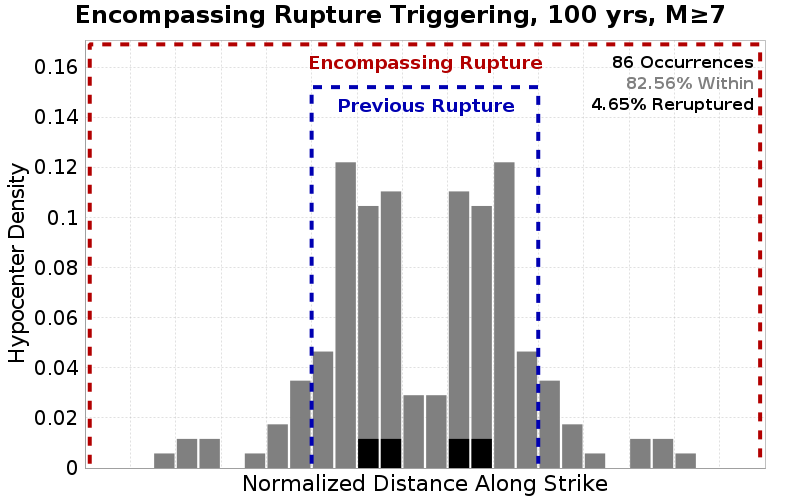 Encompassing Rupture Triggering, 100 yrs, M≥7
Encompassing Rupture
86 Occurrences
82.56% Within
Previous Rupture
4.65% Reruptured
Hypocenter Density
0.16
0.14
0.12
0.1
0.08
0.06
0.04
0.02
0
Normalized Distance Along Strike